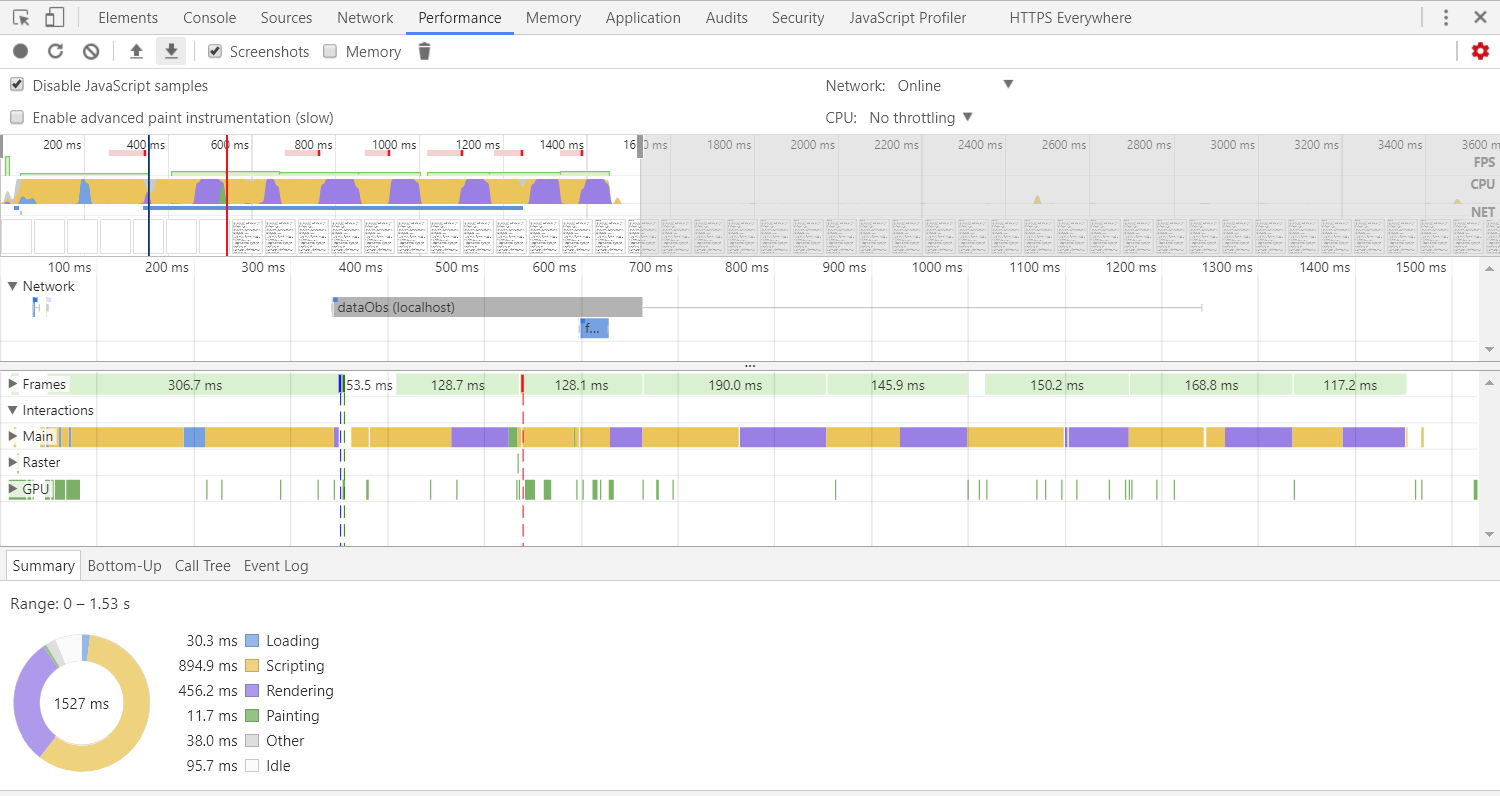 Elements Console Sources Network Performance Memory Application Audits Security JavaScript Profiler HTTPS Everywhere
Screenshots Memory
Disable JavaScript samples Network: Online
Enable advanced paint instrumentation (slow) CPU: No throttling
200 ms 400 ms 600 ms 800 ms 1000 ms 1200 ms 1400 ms 16 0 ms 1800 ms 2000 ms 2200 ms 2400 ms 2600 ms 2800 ms 3000 ms 3200 ms 3400 ms 3600 m
FPS
CPU
NET
100 ms 200 ms 300 ms 400 ms 500 ms 600 ms 700 ms 800 ms 900 ms 1000 ms 1100 ms 1200 ms 1300 ms 1400 ms 1500 ms
Network
dataObs (localhost)
f...
Frames 306.7 ms 53.5 ms 128.7 ms 128.1 ms 190.0 ms 145.9 ms 150.2 ms 168.8 ms 117.2 ms
Interactions
Main
Raster
GPU
Summary Bottom-Up Call Tree Event Log
Range: 0 – 1.53 s
30.3 ms Loading
894.9 ms Scripting
456.2 ms Rendering
1527 ms
11.7 ms Painting
38.0 ms Other
95.7 ms Idle